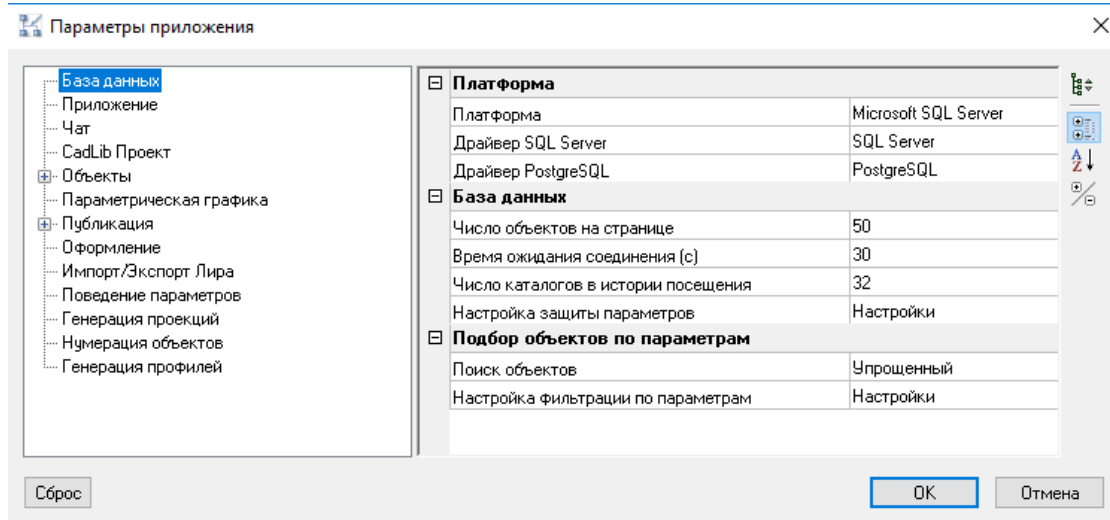 Параметры приложения
База данных
Приложение
Чат
CadLib Проект
Объекты
Параметрическая графика
Публикация
Оформление
Импорт/Экспорт Лира
Поведение параметров
Генерация проекций
Нумерация объектов
Генерация профилей
Платформа
Платформа Microsoft SQL Server
Драйвер SQL Server SQL Server
Драйвер PostgreSQL PostgreSQL
База данных
Число объектов на странице 50
Время ожидания соединения (с) 30
Число каталогов в истории посещения 32
Настройка защиты параметров Настройки
Подбор объектов по параметрам
Поиск объектов Упрощенный
Настройка фильтрации по параметрам Настройки
Сброс OK Отмена